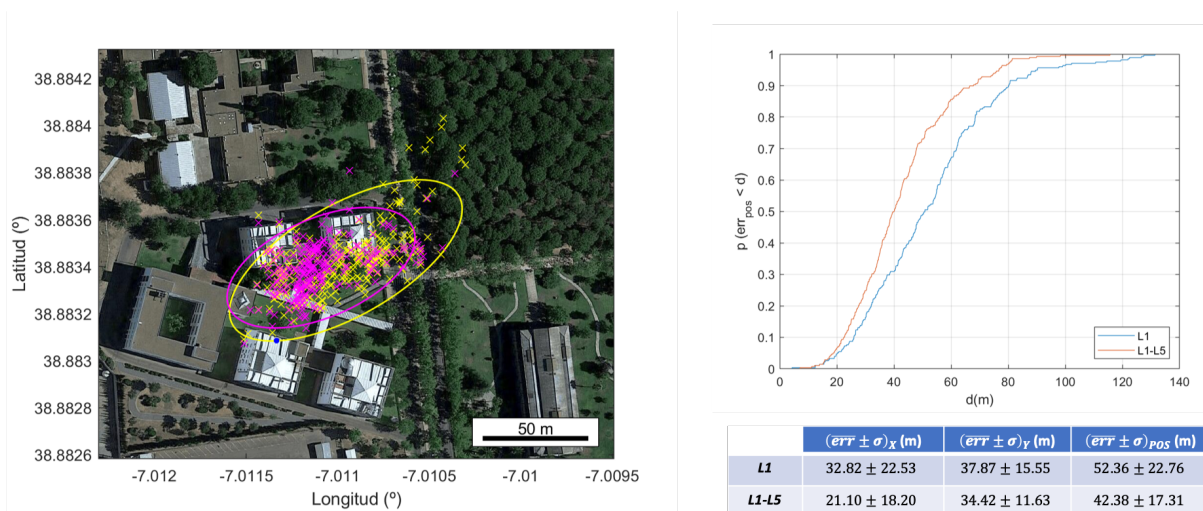 38.8842
38.884
38.8838
38.8836
38.8834
38.8832
38.883
38.8828
38.8826
Latitud (º)
50 m
-7.012
-7.0115
-7.011
-7.0105
-7.01
-7.0095
Longitud (º)
1
0.9
0.8
0.7
0.6
0.5
0.4
0.3
0.2
0.1
0
p (err_pos < d)
L1
L1-L5
0 20 40 60 80 100 120 140
d(m)
(err ± σ)_X (m) (err ± σ)_Y (m) (err ± σ)_POS (m)
L1 32.82 ± 22.53 37.87 ± 15.55 52.36 ± 22.76
L1-L5 21.10 ± 18.20 34.42 ± 11.63 42.38 ± 17.31